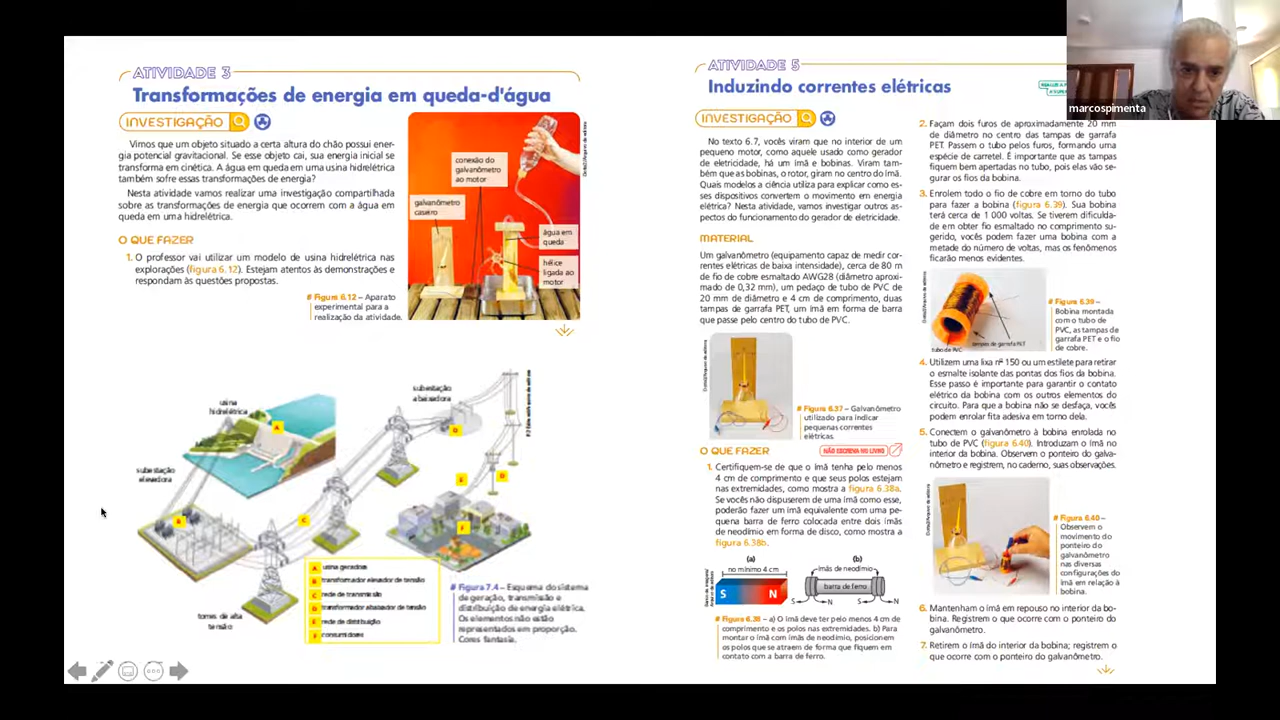 ATIVIDADE 3
Transformações de energia em queda-d'água
INVESTIGAÇÃO
Vimos que um objeto situado a certa altura do chão possui ener-
gia potencial gravitacional. Se esse objeto cai, sua energia inicial se
transforma em cinética. A água em queda em uma usina hidrelétrica
também sofre essas transformações de energia?
Nesta atividade vamos realizar uma investigação compartilhada
sobre as transformações de energia que ocorrem com a água em
queda em uma hidrelétrica.
O QUE FAZER
1. O professor vai utilizar um modelo de usina hidrelétrica nas
explorações (figura 6.12). Estejam atentos às demonstrações e
respondam às questões propostas.
conexão do
galvanômetro
ao motor
galvanômetro
caseiro
água em
queda
hélice
ligada ao
motor
# Figura 6.12 – Aparato
experimental para a
realização da atividade.
usina
hidrelétrica
subestação
abaixadora
subestação
elevadora
torres de alta
tensão
A
B
C
D
E
D
F
A usina geradora
B transformador elevador de tensão
C rede de transmissão
D transformador abaixador de tensão
E rede de distribuição
F consumidores
# Figura 7.4 – Esquema do sistema
de geração, transmissão e
distribuição de energia elétrica.
Os elementos não estão
representados em proporção.
Cores fantasia.
ATIVIDADE 5
Induzindo correntes elétricas
INVESTIGAÇÃO
No texto 6.7, vocês viram que no interior de um
pequeno motor, como aquele usado como gerador
de eletricidade, há um ímã e bobinas. Viram tam-
bém que as bobinas, o rotor, giram no centro do ímã.
Quais modelos a ciência utiliza para explicar como es-
ses dispositivos convertem o movimento em energia
elétrica? Nesta atividade, vamos investigar outros as-
pectos do funcionamento do gerador de eletricidade.
MATERIAL
Um galvanômetro (equipamento capaz de medir cor-
rentes elétricas de baixa intensidade), cerca de 80 m
de fio de cobre esmaltado AWG28 (diâmetro aproxi-
mado de 0,32 mm), um pedaço de tubo de PVC de
20 mm de diâmetro e 4 cm de comprimento, duas
tampas de garrafa PET, um ímã em forma de barra
que passe pelo centro do tubo de PVC.
# Figura 6.37 – Galvanômetro
utilizado para indicar
pequenas correntes
elétricas.
O QUE FAZER
NÃO ESCREVA NO LIVRO
1. Certifiquem-se de que o ímã tenha pelo menos
4 cm de comprimento e que seus polos estejam
nas extremidades, como mostra a figura 6.38a.
Se vocês não dispuserem de um ímã como esse,
poderão fazer um ímã equivalente com uma pe-
quena barra de ferro colocada entre dois ímãs
de neodímio em forma de disco, como mostra a
figura 6.38b.
(a)
no mínimo 4 cm
S N
(b)
ímãs de neodímio
barra de ferro
S N S N
# Figura 6.38 – a) O ímã deve ter pelo menos 4 cm de
comprimento e os polos nas extremidades. b) Para
montar o ímã com ímãs de neodímio, posicionem
os polos que se atraem de forma que fiquem em
contato com a barra de ferro.
2. Façam dois furos de aproximadamente 20 mm
de diâmetro no centro das tampas de garrafa
PET. Passem o tubo pelos furos, formando uma
espécie de carretel. É importante que as tampas
fiquem bem apertadas no tubo, pois elas vão se-
gurar os fios da bobina.
3. Enrolem todo o fio de cobre em torno do tubo
para fazer a bobina (figura 6.39). Sua bobina
terá cerca de 1 000 voltas. Se tiverem dificulda-
de em obter fio esmaltado no comprimento su-
gerido, vocês podem fazer uma bobina com a
metade do número de voltas, mas os fenômenos
ficarão menos evidentes.
tampas de garrafa PET
tubo de PVC
# Figura 6.39 –
Bobina montada
com o tubo de
PVC, as tampas de
garrafa PET e o fio
de cobre.
4. Utilizem uma lixa nº 150 ou um estilete para retirar
o esmalte isolante das pontas dos fios da bobina.
Esse passo é importante para garantir o contato
elétrico da bobina com os outros elementos do
circuito. Para que a bobina não se desfaça, vocês
podem enrolar fita adesiva em torno dela.
5. Conectem o galvanômetro à bobina enrolada no
tubo de PVC (figura 6.40). Introduzam o ímã no
interior da bobina. Observem o ponteiro do galva-
nômetro e registrem, no caderno, suas observações.
# Figura 6.40 –
Observem o
movimento do
ponteiro do
galvanômetro
nas diversas
configurações do
ímã em relação à
bobina.
6. Mantenham o ímã em repouso no interior da bo-
bina. Registrem o que ocorre com o ponteiro do
galvanômetro.
7. Retirem o ímã do interior da bobina; registrem o
que ocorre com o ponteiro do galvanômetro.
marcospimenta